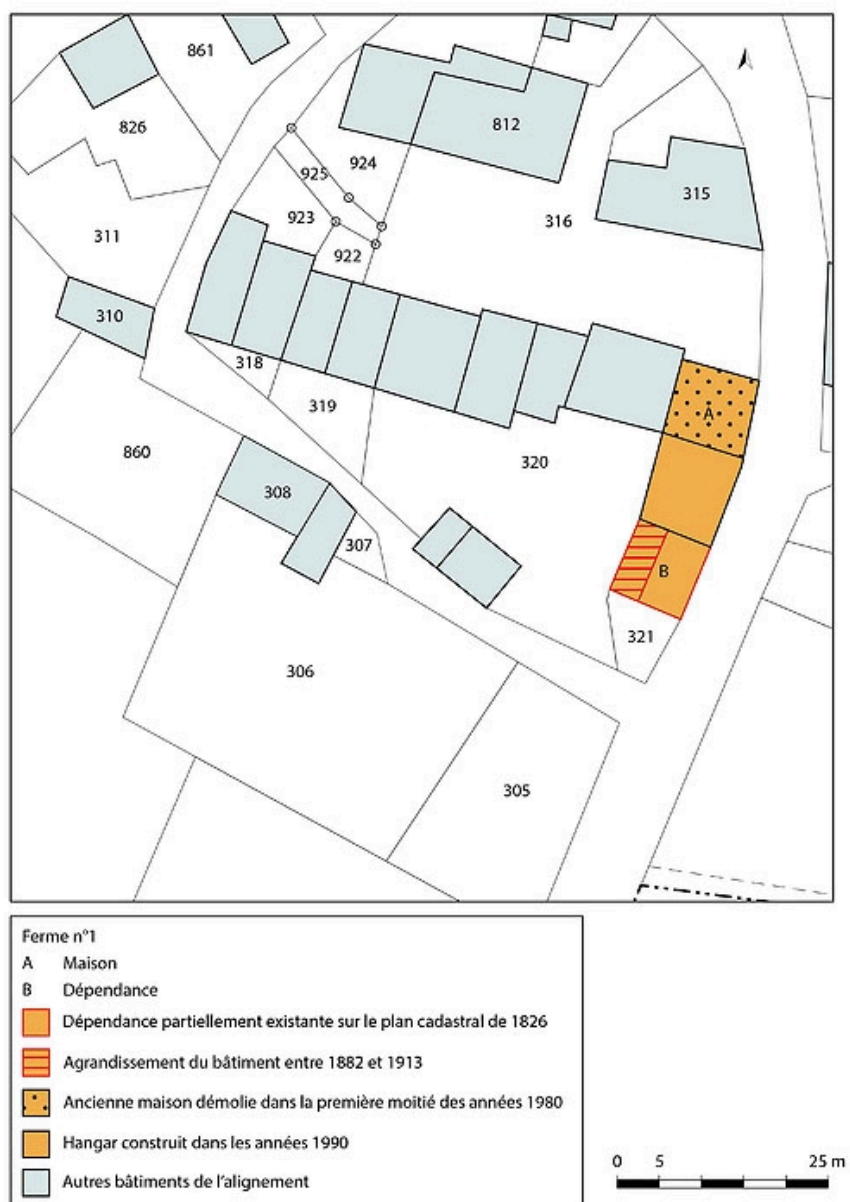 861
826
812
924
925
315
923
316
311
922
310
318
319
A
860
320
308
307
B
321
306
305
Ferme n°1
A Maison
B Dépendance
Dépendance partiellement existante sur le plan cadastral de 1826
Agrandissement du bâtiment entre 1882 et 1913
Ancienne maison démolie dans la première moitié des années 1980
Hangar construit dans les années 1990
Autres bâtiments de l'alignement
0 5 25 m